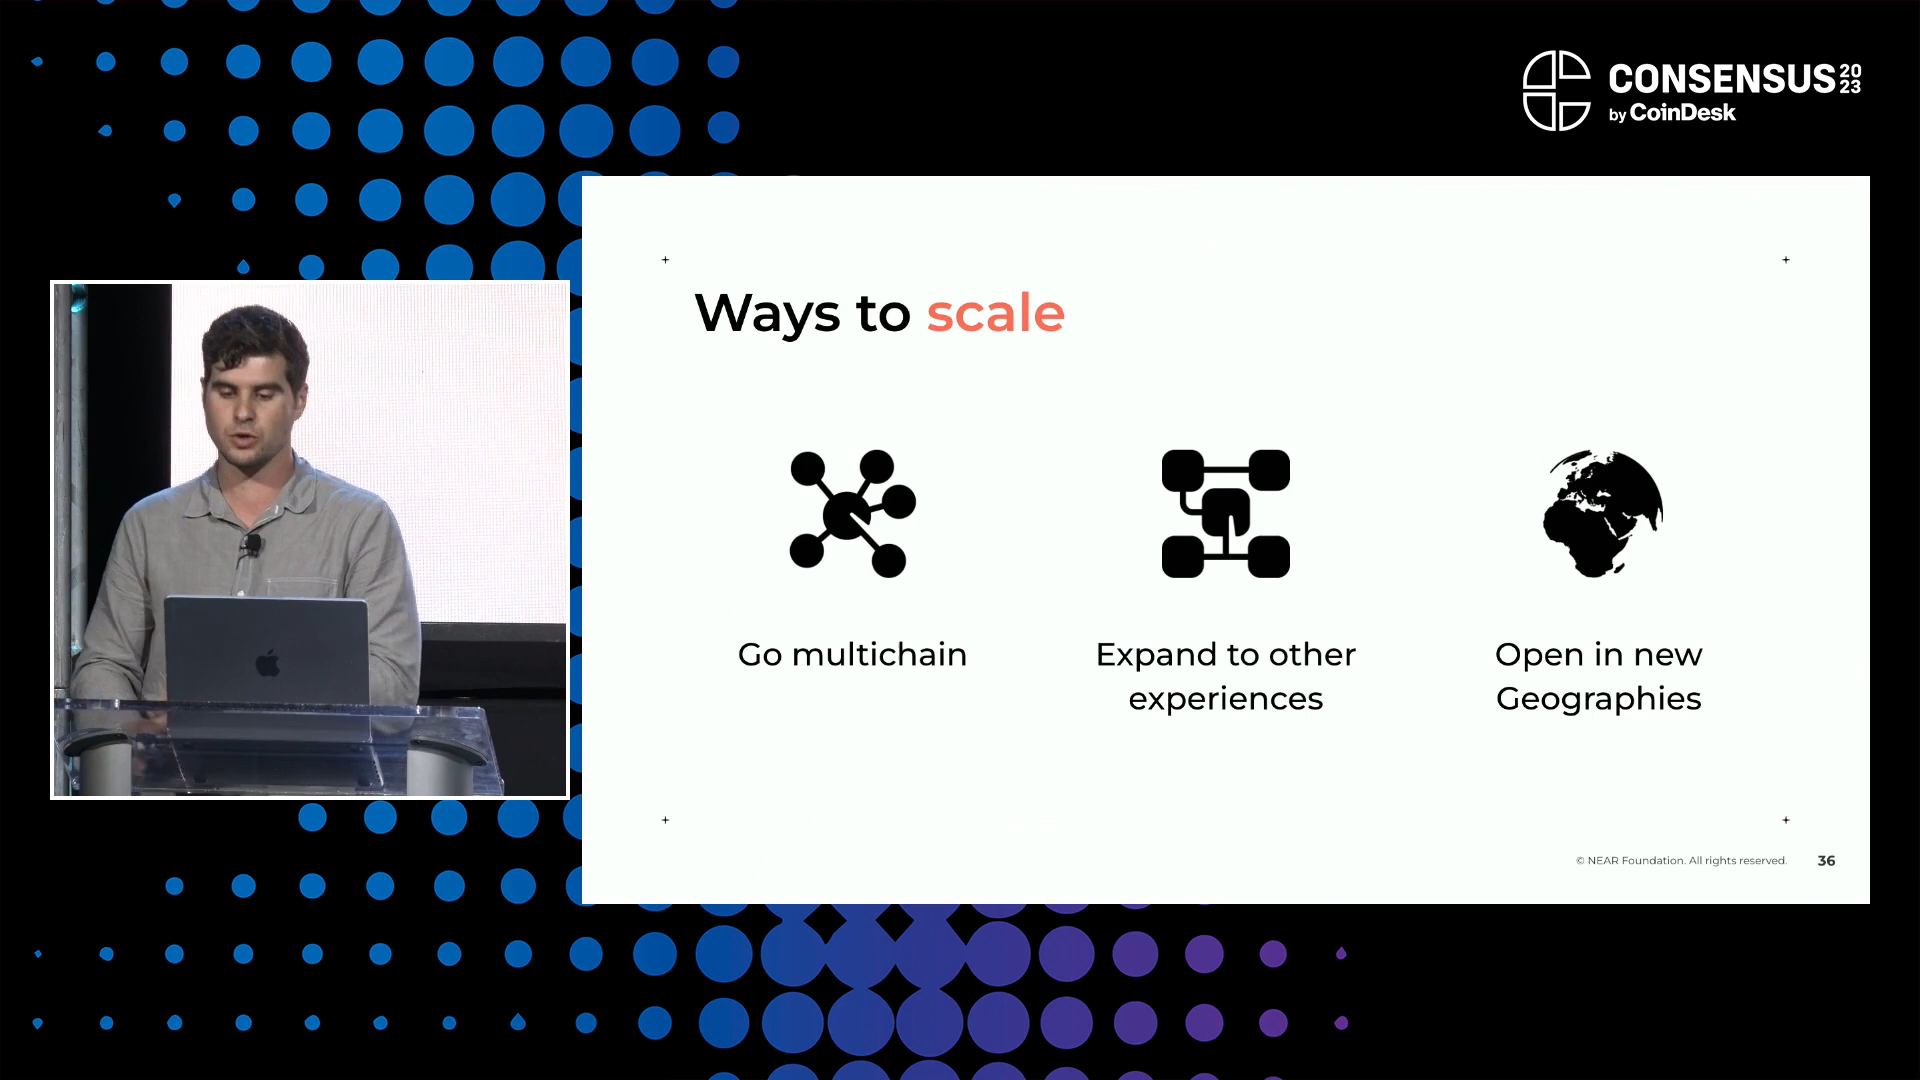 CONSENSUS 20 23
by CoinDesk
Ways to scale
Go multichain
Expand to other
experiences
Open in new
Geographies
© NEAR Foundation. All rights reserved. 36